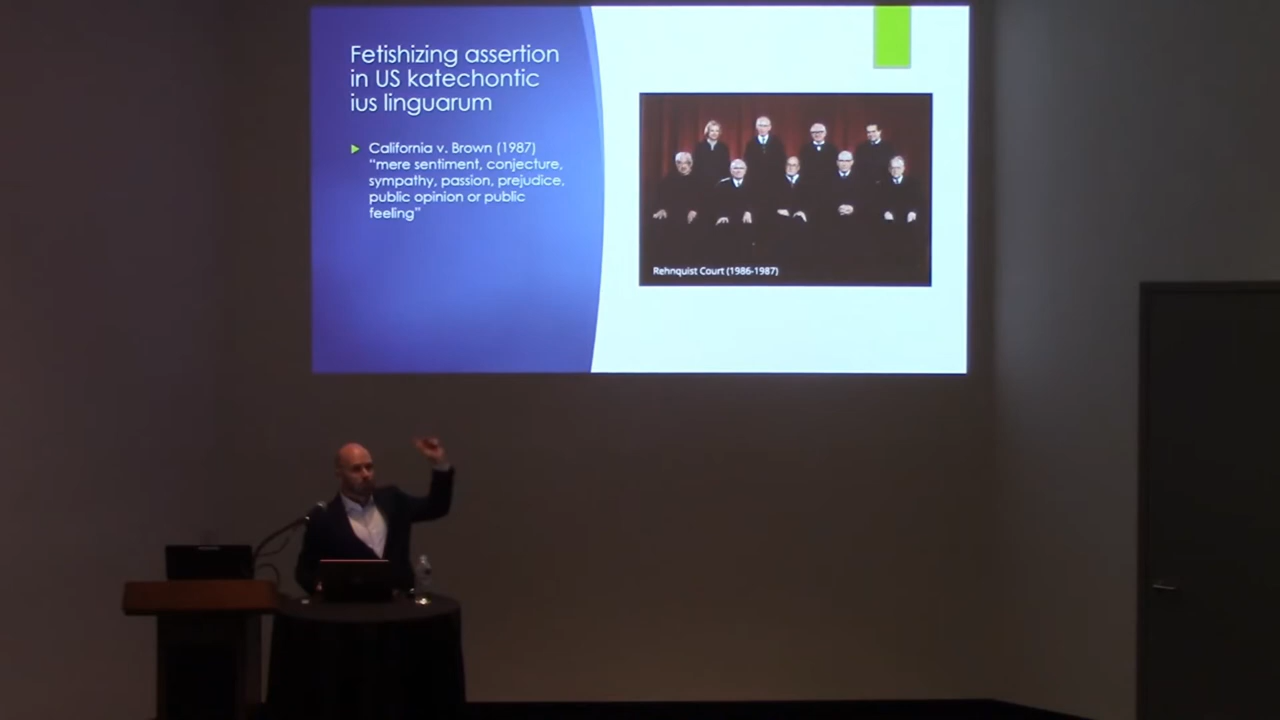 Fetishizing assertion
in US katechontic
ius linguarum
California v. Brown (1987)
“mere sentiment, conjecture,
sympathy, passion, prejudice,
public opinion or public
feeling”
Rehnquist Court (1986-1987)